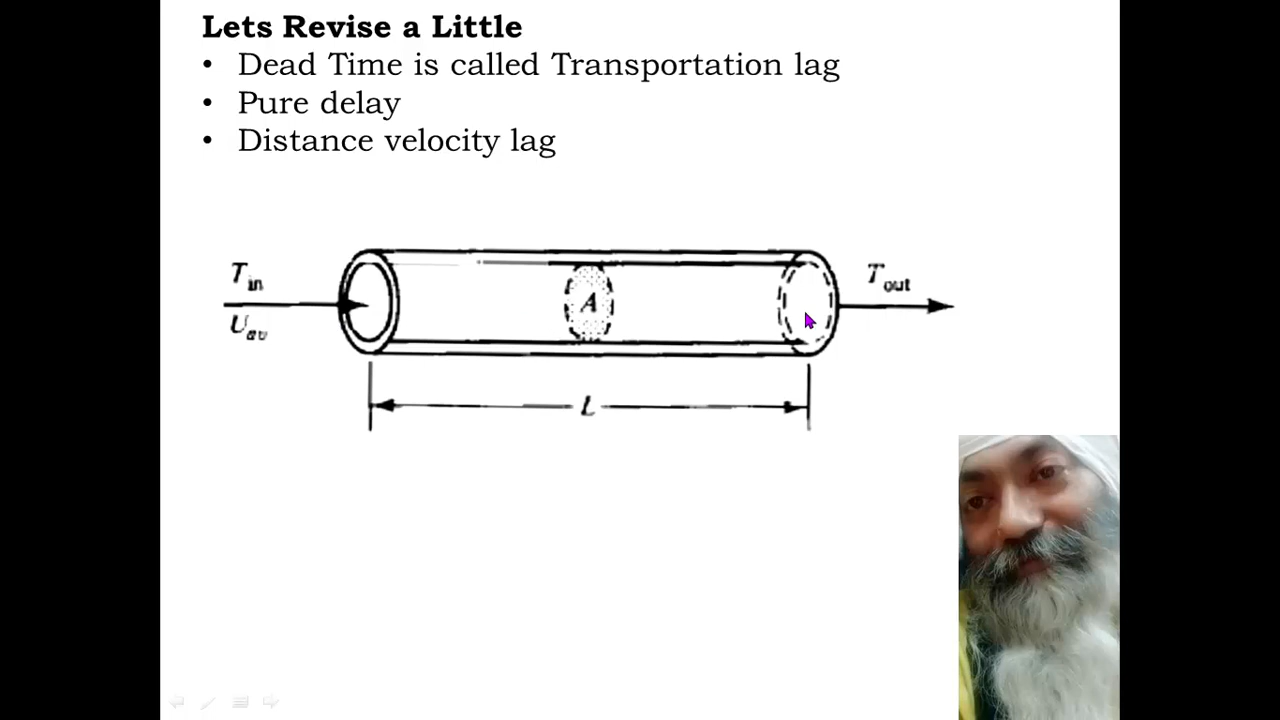 Lets Revise a Little
• Dead Time is called Transportation lag
• Pure delay
• Distance velocity lag
T_in
U_av
A
T_out
L